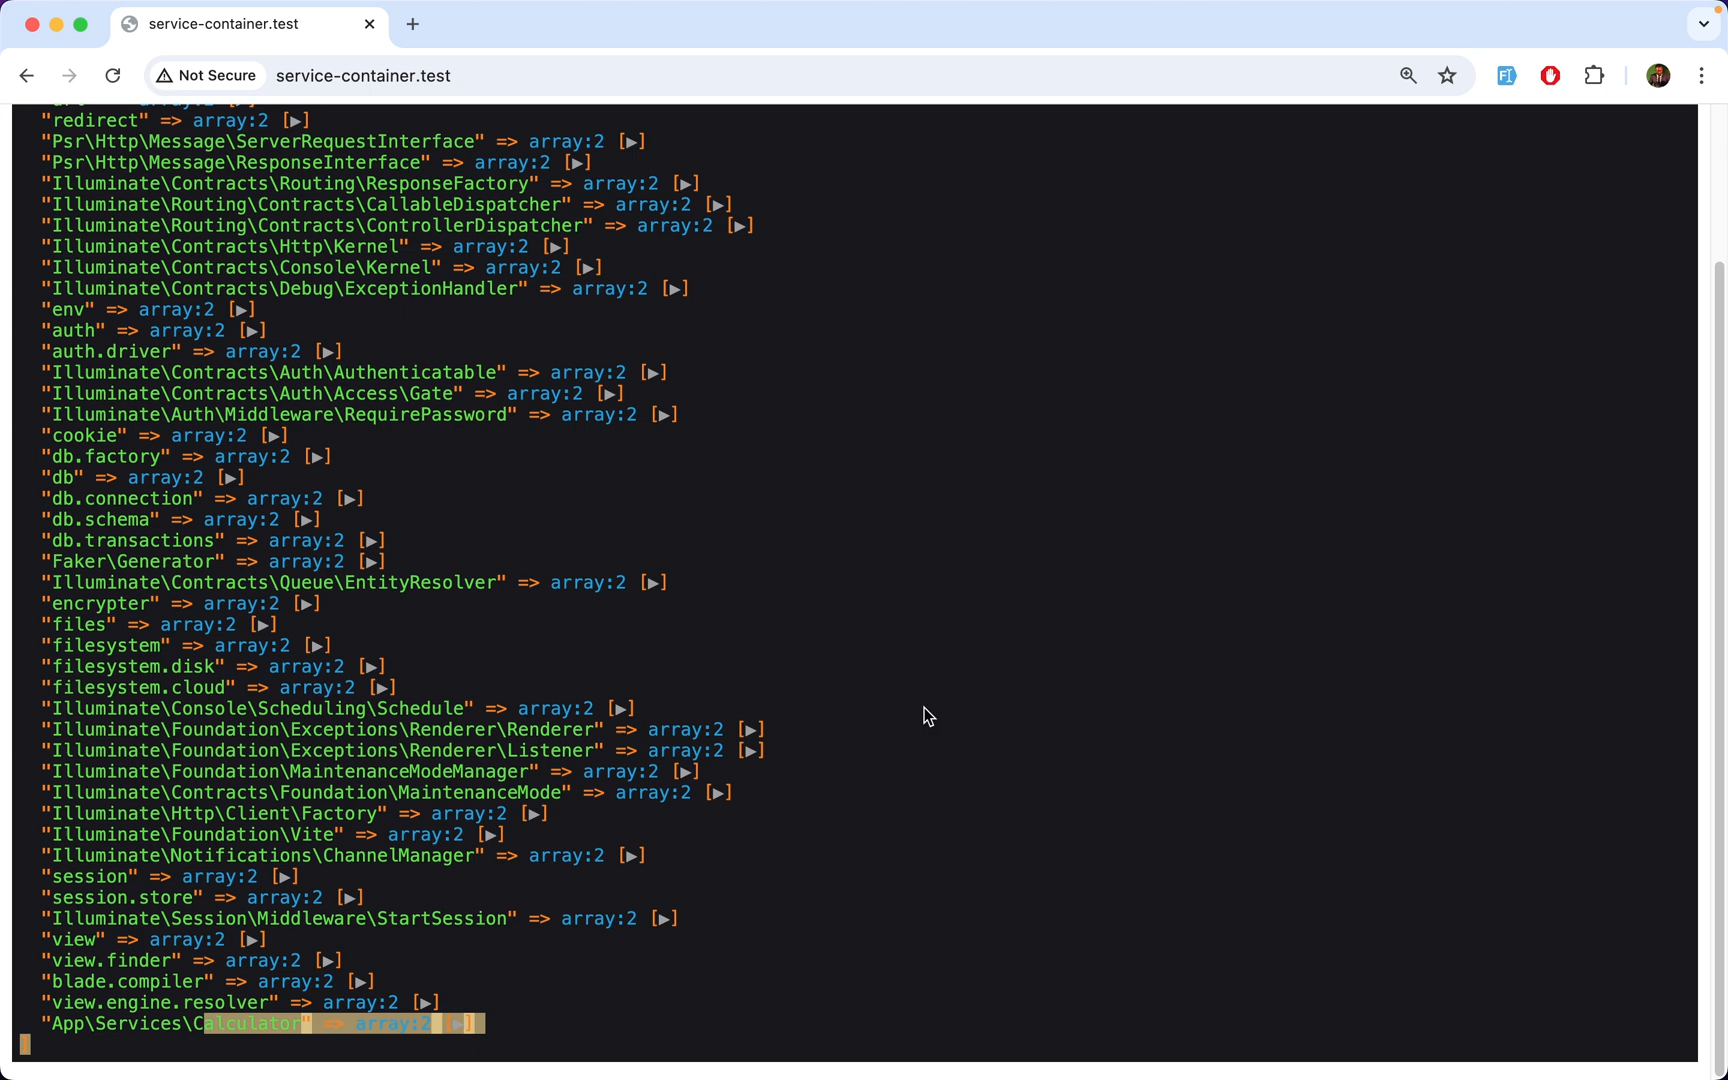 service-container.test
Not Secure
service-container.test
"redirect" => array:2 [▶]
"Psr\Http\Message\ServerRequestInterface" => array:2 [▶]
"Psr\Http\Message\ResponseInterface" => array:2 [▶]
"Illuminate\Contracts\Routing\ResponseFactory" => array:2 [▶]
"Illuminate\Routing\Contracts\CallableDispatcher" => array:2 [▶]
"Illuminate\Routing\Contracts\ControllerDispatcher" => array:2 [▶]
"Illuminate\Contracts\Http\Kernel" => array:2 [▶]
"Illuminate\Contracts\Console\Kernel" => array:2 [▶]
"Illuminate\Contracts\Debug\ExceptionHandler" => array:2 [▶]
"env" => array:2 [▶]
"auth" => array:2 [▶]
"auth.driver" => array:2 [▶]
"Illuminate\Contracts\Auth\Authenticatable" => array:2 [▶]
"Illuminate\Contracts\Auth\Access\Gate" => array:2 [▶]
"Illuminate\Auth\Middleware\RequirePassword" => array:2 [▶]
"cookie" => array:2 [▶]
"db.factory" => array:2 [▶]
"db" => array:2 [▶]
"db.connection" => array:2 [▶]
"db.schema" => array:2 [▶]
"db.transactions" => array:2 [▶]
"Faker\Generator" => array:2 [▶]
"Illuminate\Contracts\Queue\EntityResolver" => array:2 [▶]
"encrypter" => array:2 [▶]
"files" => array:2 [▶]
"filesystem" => array:2 [▶]
"filesystem.disk" => array:2 [▶]
"filesystem.cloud" => array:2 [▶]
"Illuminate\Console\Scheduling\Schedule" => array:2 [▶]
"Illuminate\Foundation\Exceptions\Renderer\Renderer" => array:2 [▶]
"Illuminate\Foundation\Exceptions\Renderer\Listener" => array:2 [▶]
"Illuminate\Foundation\MaintenanceModeManager" => array:2 [▶]
"Illuminate\Contracts\Foundation\MaintenanceMode" => array:2 [▶]
"Illuminate\Http\Client\Factory" => array:2 [▶]
"Illuminate\Foundation\Vite" => array:2 [▶]
"Illuminate\Notifications\ChannelManager" => array:2 [▶]
"session" => array:2 [▶]
"session.store" => array:2 [▶]
"Illuminate\Session\Middleware\StartSession" => array:2 [▶]
"view" => array:2 [▶]
"view.finder" => array:2 [▶]
"blade.compiler" => array:2 [▶]
"view.engine.resolver" => array:2 [▶]
"App\Services\Calculator" => array:2 [▶]
]